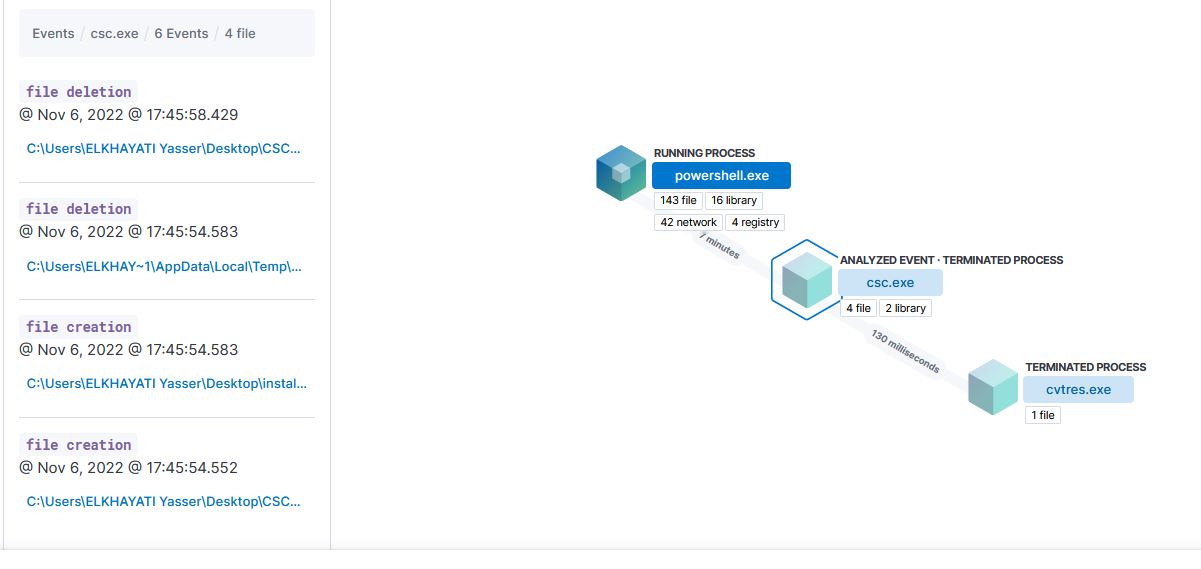 Events / csc.exe / 6 Events / 4 file
file deletion
@ Nov 6, 2022 @ 17:45:58.429
C:\Users\ELKHAYATI Yasser\Desktop\CSC...
file deletion
@ Nov 6, 2022 @ 17:45:54.583
C:\Users\ELKHAY~1\AppData\Local\Temp\...
file creation
@ Nov 6, 2022 @ 17:45:54.583
C:\Users\ELKHAYATI Yasser\Desktop\instal...
file creation
@ Nov 6, 2022 @ 17:45:54.552
C:\Users\ELKHAYATI Yasser\Desktop\CSC...
RUNNING PROCESS
powershell.exe
143 file 16 library
42 network 4 registry
7 minutes
ANALYZED EVENT · TERMINATED PROCESS
csc.exe
4 file 2 library
130 milliseconds
TERMINATED PROCESS
cvtres.exe
1 file